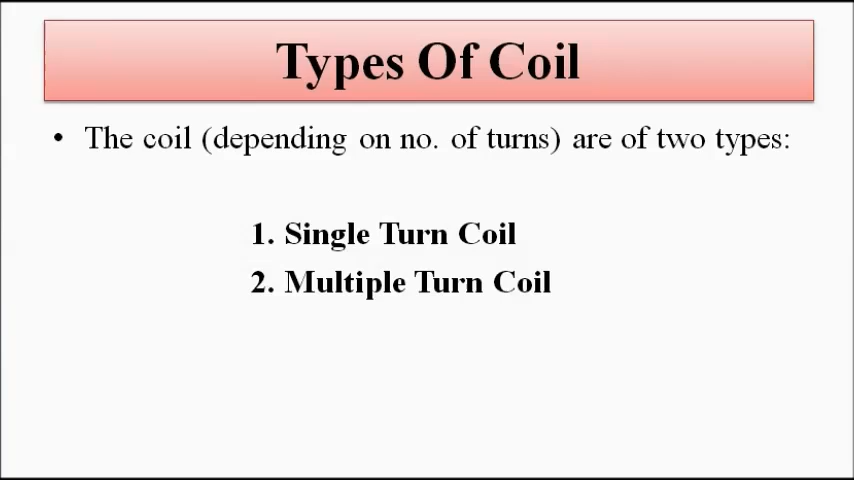 Types Of Coil
• The coil (depending on no. of turns) are of two types:
1. Single Turn Coil
2. Multiple Turn Coil